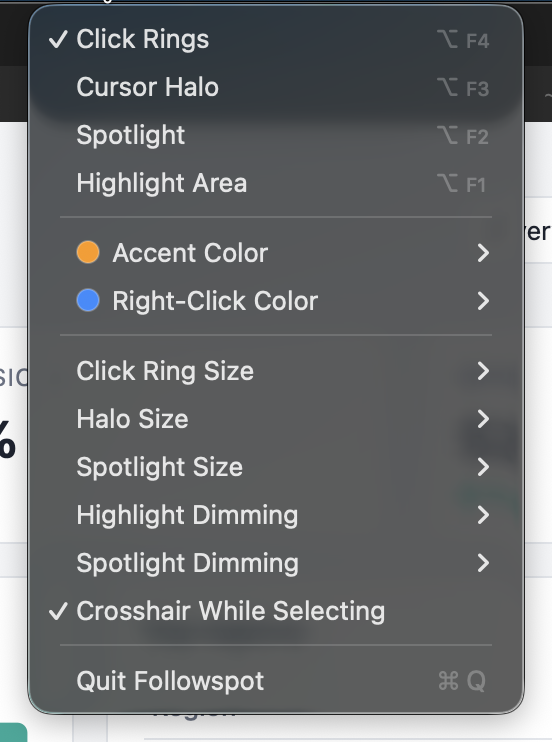 ✓ Click Rings ⌥ F4
Cursor Halo ⌥ F3
Spotlight ⌥ F2
Highlight Area ⌥ F1
Accent Color >
Right-Click Color >
Click Ring Size >
Halo Size >
Spotlight Size >
Highlight Dimming >
Spotlight Dimming >
✓ Crosshair While Selecting
Quit Followspot ⌘ Q
%